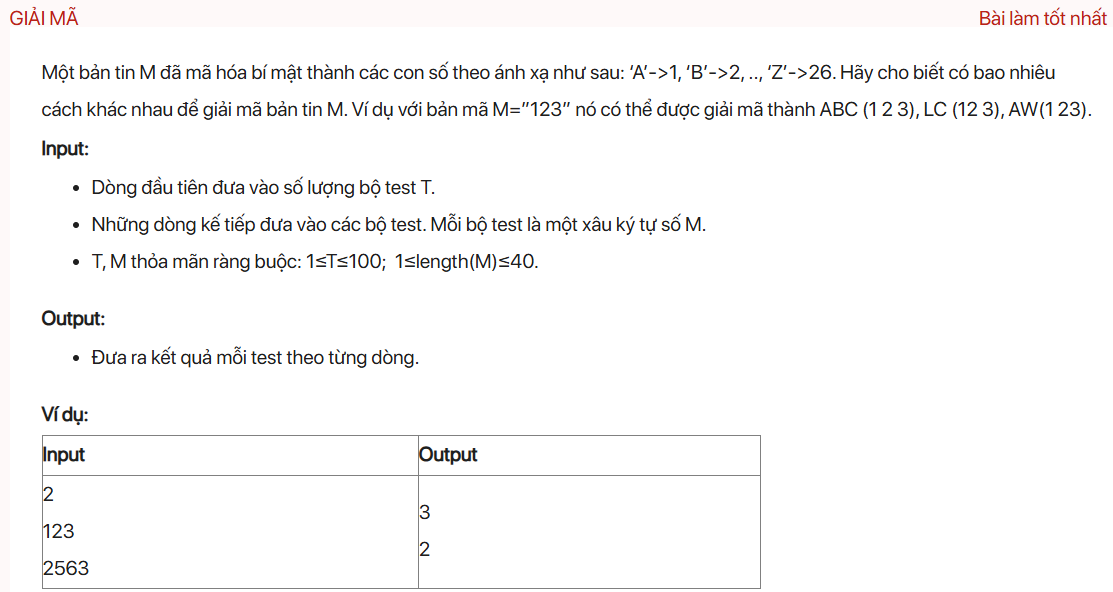 GIẢI MÃ
Bài làm tốt nhất
Một bản tin M đã mã hóa bí mật thành các con số theo ánh xạ như sau: ‘A’->1, ‘B’->2, .., ‘Z’->26. Hãy cho biết có bao nhiêu
cách khác nhau để giải mã bản tin M. Ví dụ với bản mã M=”123” nó có thể được giải mã thành ABC (1 2 3), LC (12 3), AW(1 23).
Input:
• Dòng đầu tiên đưa vào số lượng bộ test T.
• Những dòng kế tiếp đưa vào các bộ test. Mỗi bộ test là một xâu ký tự số M.
• T, M thỏa mãn ràng buộc: 1≤T≤100; 1≤length(M)≤40.
Output:
• Đưa ra kết quả mỗi test theo từng dòng.
Ví dụ:
Input Output
2
123
2563
3
2